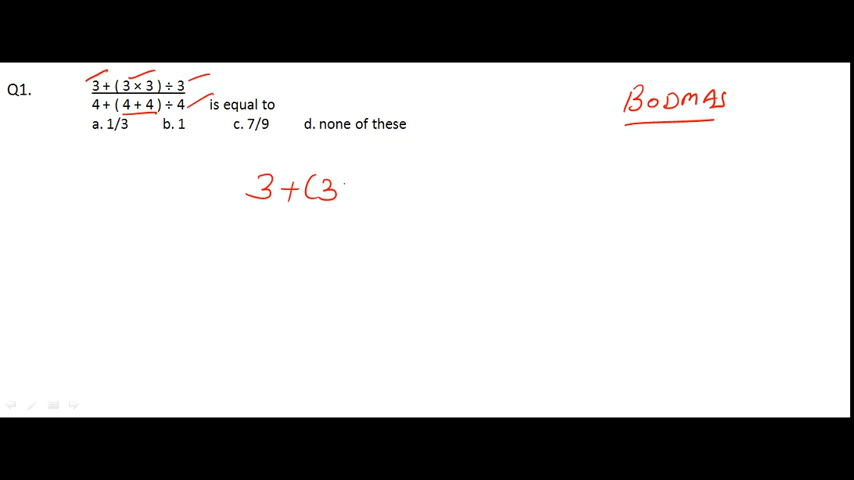 Q1.
3 + ( 3 × 3 ) ÷ 3
4 + ( 4 + 4 ) ÷ 4 is equal to
a. 1/3 b. 1 c. 7/9 d. none of these
BODMAS
3+(3